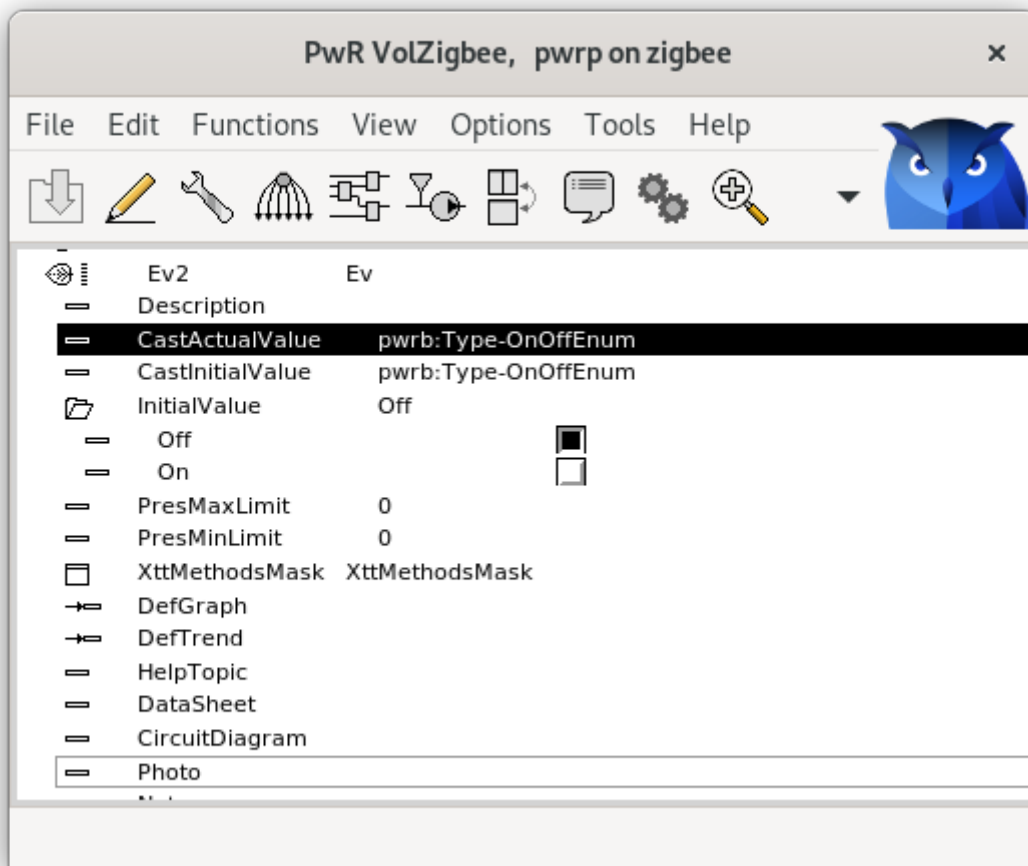 PwR VolZigbee, pwrp on zigbee
File Edit Functions View Options Tools Help
Ev2 Ev
Description
CastActualValue pwrb:Type-OnOffEnum
CastInitialValue pwrb:Type-OnOffEnum
InitialValue Off
Off
On
PresMaxLimit 0
PresMinLimit 0
XttMethodsMask XttMethodsMask
DefGraph
DefTrend
HelpTopic
DataSheet
CircuitDiagram
Photo